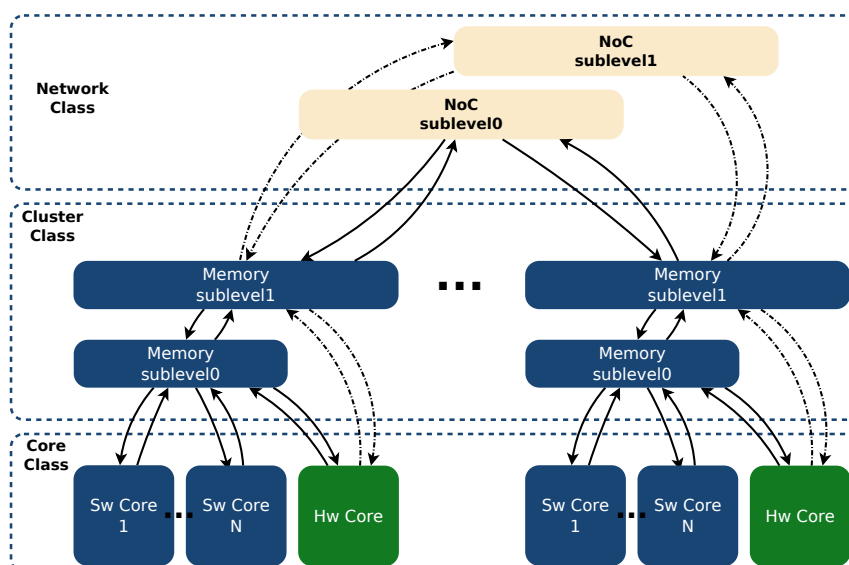 NoC
sublevel1
Network
Class
NoC
sublevel0
Cluster
Class
Memory
sublevel1
...
Memory
sublevel1
Memory
sublevel0
Memory
sublevel0
Core
Class
Sw Core
1
...
Sw Core
N
Hw Core
Sw Core
1
...
Sw Core
N
Hw Core